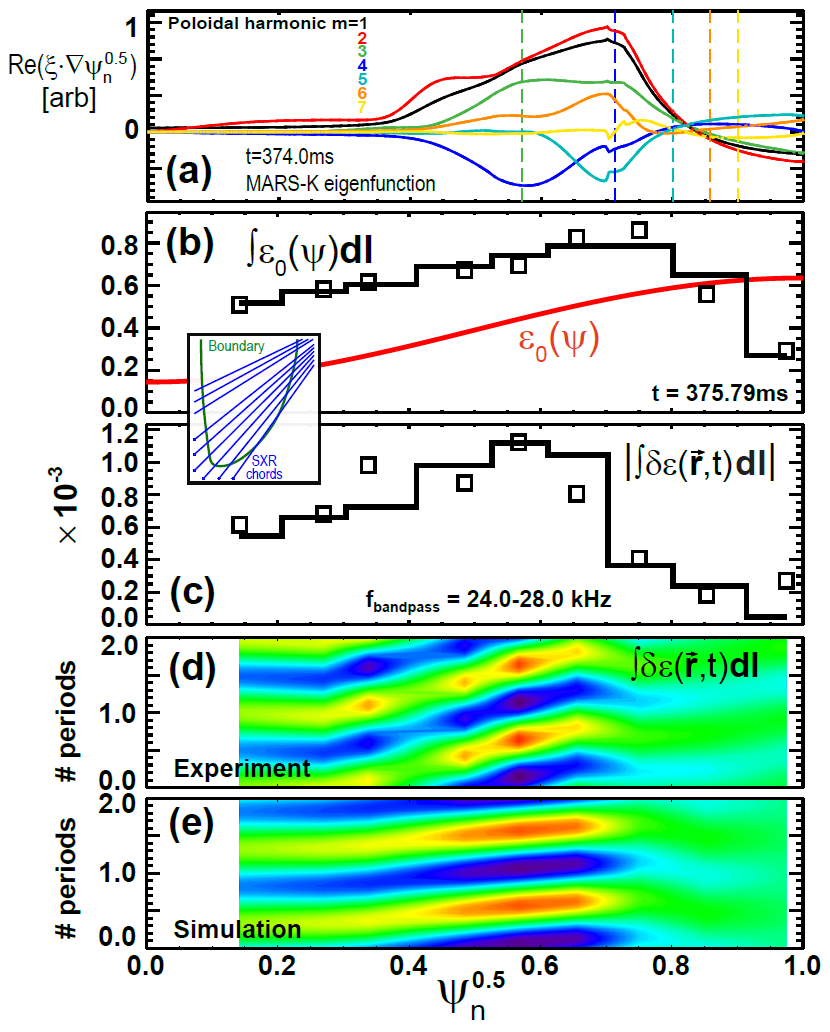 Poloidal harmonic m=1
2
3
4
5
6
7
Re(ξ·∇ψn^0.5)
[arb]
1
0
(a)
t=374.0ms
MARS-K eigenfunction
(b)
∫ε0(ψ)dl
0.8
0.6
0.4
0.2
0.0
ε0(ψ)
t = 375.79ms
Boundary
SXR
chords
(c)
|∫δε(r⃗,t)dl|
× 10^-3
1.2
1.0
0.8
0.6
0.4
0.2
0.0
fbandpass = 24.0-28.0 kHz
(d)
∫δε(r⃗,t)dl
# periods
2.0
1.0
0.0
Experiment
(e)
# periods
2.0
1.0
0.0
Simulation
0.0 0.2 0.4 0.6 0.8 1.0
ψn^0.5